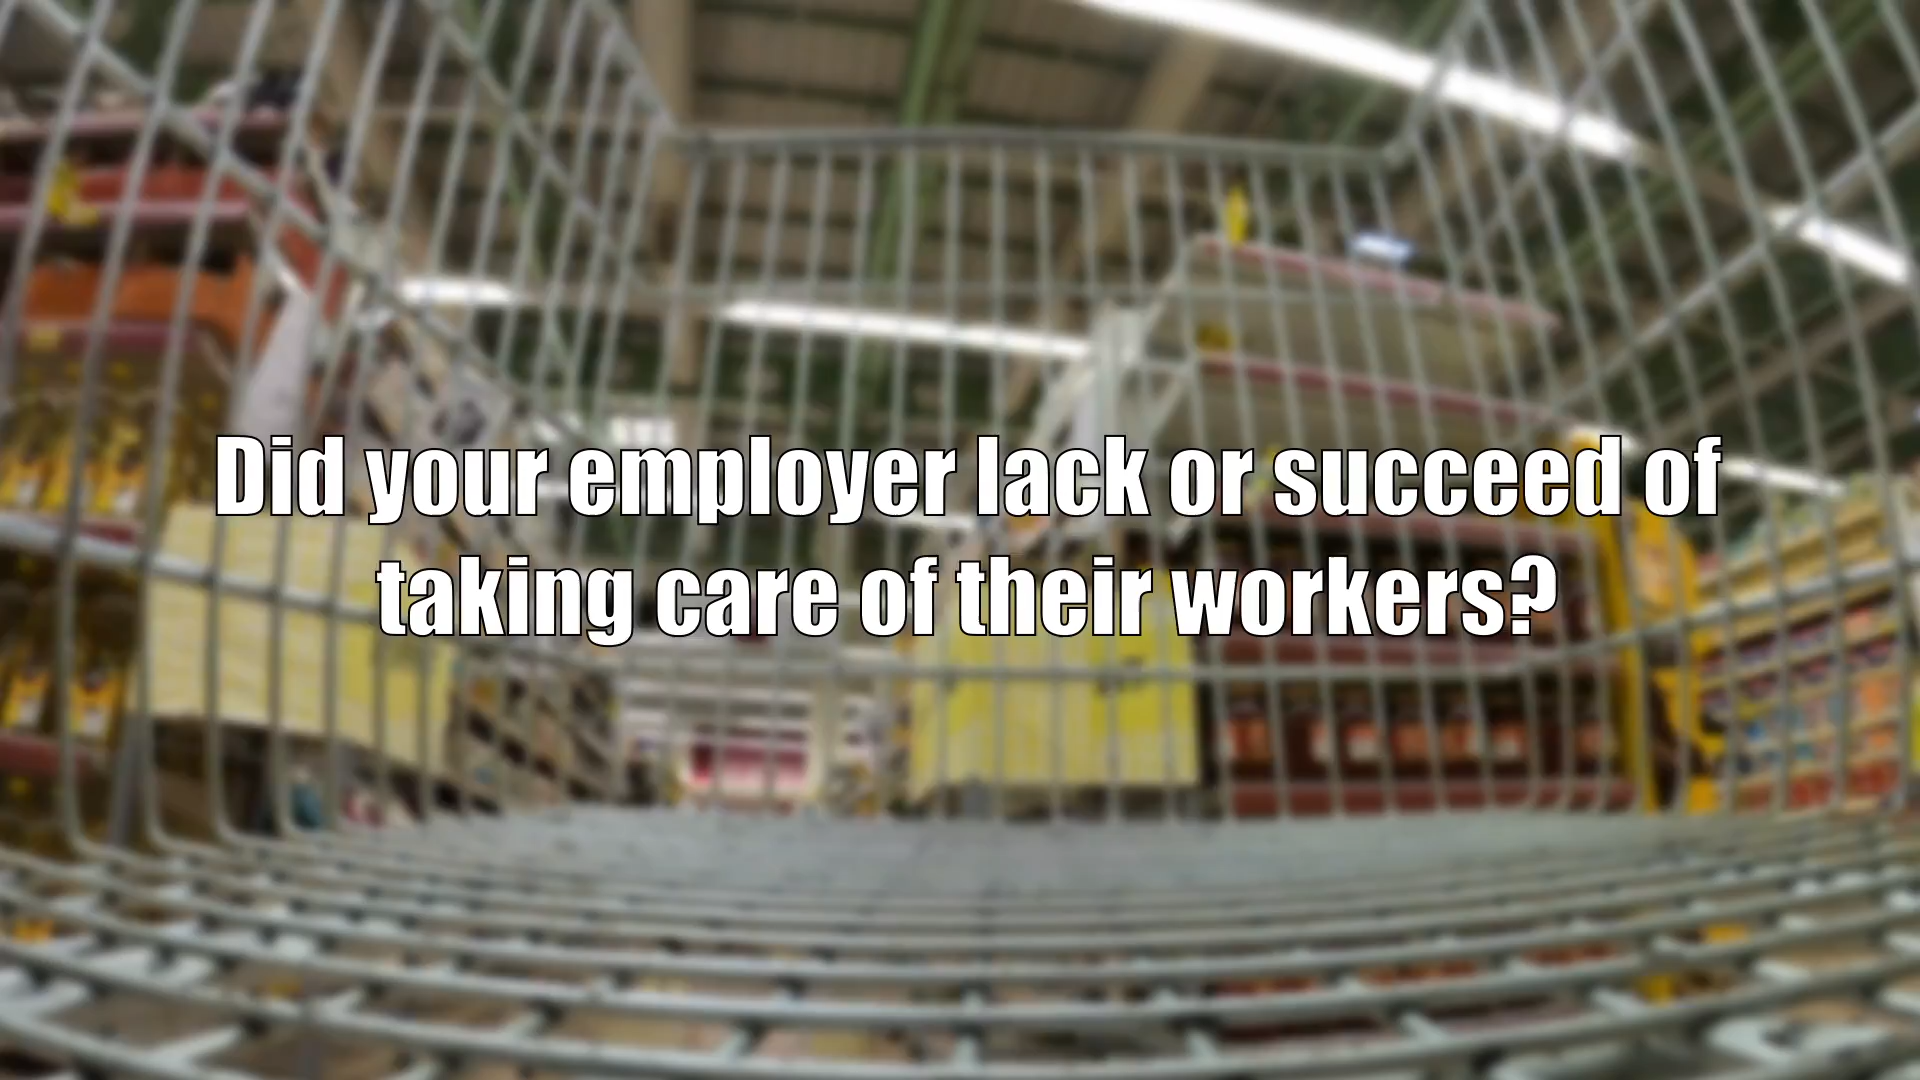 Did your employer lack or succeed of
taking care of their workers?